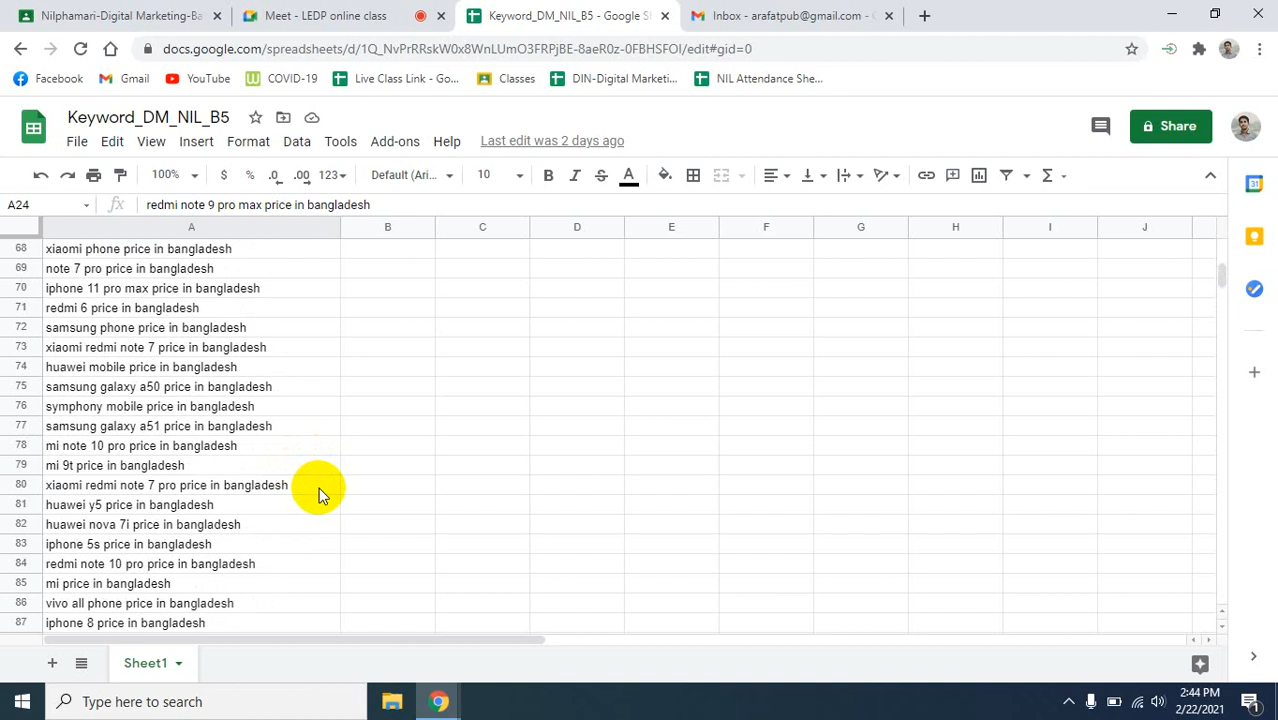 Nilphamari-Digital Marketing-Ba
Meet - LEDP online class
Keyword_DM_NIL_B5 - Google Sh
Inbox - arafatpub@gmail.com - G
docs.google.com/spreadsheets/d/1Q_NvPrRRskW0x8WnLUmO3FRPjBE-8aeR0z-0FBHSFOI/edit#gid=0
Facebook
Gmail
YouTube
COVID-19
Live Class Link - Go...
Classes
DIN-Digital Marketi...
NIL Attendance She...
Keyword_DM_NIL_B5
Share
File Edit View Insert Format Data Tools Add-ons Help Last edit was 2 days ago
100% $ % .0 .00 123 Default (Ari... 10 B I S A
A24 fx redmi note 9 pro max price in bangladesh
A B C D E F G H I J
68 xiaomi phone price in bangladesh
69 note 7 pro price in bangladesh
70 iphone 11 pro max price in bangladesh
71 redmi 6 price in bangladesh
72 samsung phone price in bangladesh
73 xiaomi redmi note 7 price in bangladesh
74 huawei mobile price in bangladesh
75 samsung galaxy a50 price in bangladesh
76 symphony mobile price in bangladesh
77 samsung galaxy a51 price in bangladesh
78 mi note 10 pro price in bangladesh
79 mi 9t price in bangladesh
80 xiaomi redmi note 7 pro price in bangladesh
81 huawei y5 price in bangladesh
82 huawei nova 7i price in bangladesh
83 iphone 5s price in bangladesh
84 redmi note 10 pro price in bangladesh
85 mi price in bangladesh
86 vivo all phone price in bangladesh
87 iphone 8 price in bangladesh
31
Sheet1
Type here to search
2:44 PM
2/22/2021
1